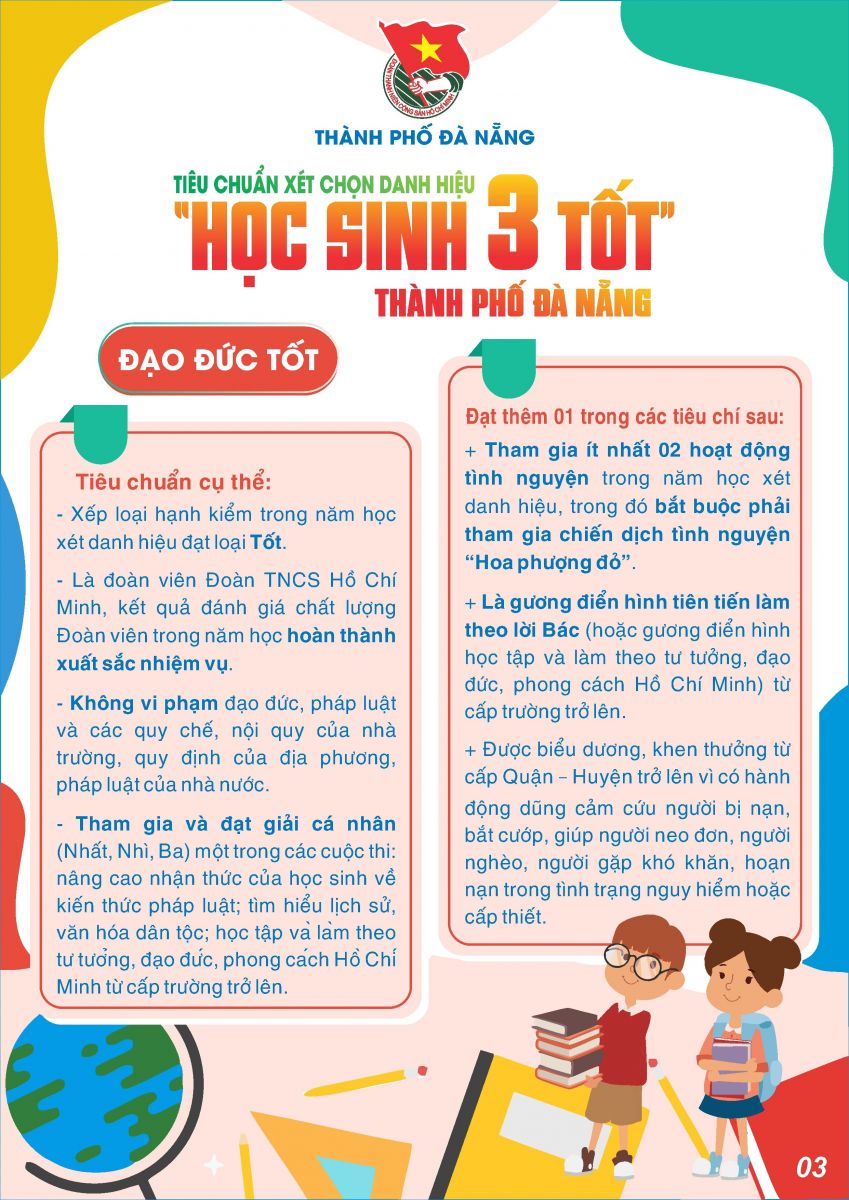 ĐOÀN THANH NIÊN CỘNG SẢN HỒ CHÍ MINH
THÀNH PHỐ ĐÀ NẴNG
TIÊU CHUẨN XÉT CHỌN DANH HIỆU
"HỌC SINH 3 TỐT"
THÀNH PHỐ ĐÀ NẴNG
ĐẠO ĐỨC TỐT
Tiêu chuẩn cụ thể:
- Xếp loại hạnh kiểm trong năm học
xét danh hiệu đạt loại Tốt.
- Là đoàn viên Đoàn TNCS Hồ Chí
Minh, kết quả đánh giá chất lượng
Đoàn viên trong năm học hoàn thành
xuất sắc nhiệm vụ.
- Không vi phạm đạo đức, pháp luật
và các quy chế, nội quy của nhà
trường, quy định của địa phương,
pháp luật của nhà nước.
- Tham gia và đạt giải cá nhân
(Nhất, Nhì, Ba) một trong các cuộc thi:
nâng cao nhận thức của học sinh về
kiến thức pháp luật; tìm hiểu lịch sử,
văn hóa dân tộc; học tập và làm theo
tư tưởng, đạo đức, phong cách Hồ Chí
Minh từ cấp trường trở lên.
Đạt thêm 01 trong các tiêu chí sau:
+ Tham gia ít nhất 02 hoạt động
tình nguyện trong năm học xét
danh hiệu, trong đó bắt buộc phải
tham gia chiến dịch tình nguyện
“Hoa phượng đỏ”.
+ Là gương điển hình tiên tiến làm
theo lời Bác (hoặc gương điển hình
học tập và làm theo tư tưởng, đạo
đức, phong cách Hồ Chí Minh) từ
cấp trường trở lên.
+ Được biểu dương, khen thưởng từ
cấp Quận – Huyện trở lên vì có hành
động dũng cảm cứu người bị nạn,
bắt cướp, giúp người neo đơn, người
nghèo, người gặp khó khăn, hoạn
nạn trong tình trạng nguy hiểm hoặc
cấp thiết.
03